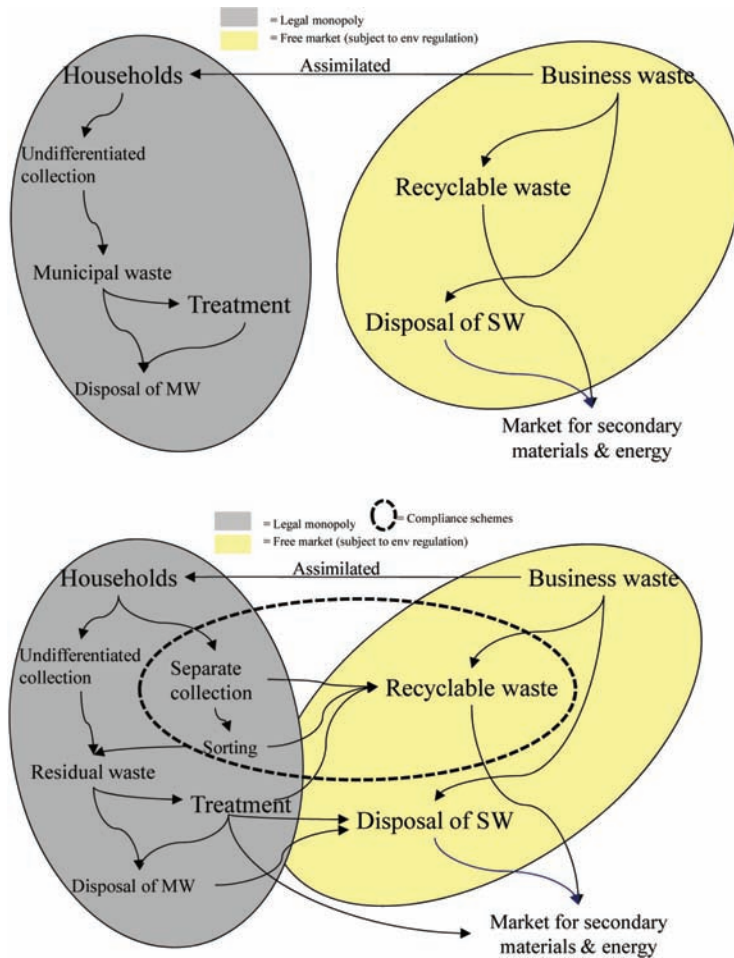 = Legal monopoly
= Free market (subject to env regulation)
Households
Assimilated
Business waste
Undifferentiated
collection
Recyclable waste
Municipal waste
Treatment
Disposal of SW
Disposal of MW
Market for secondary
materials & energy
= Legal monopoly
= Compliance schemes
= Free market (subject to env regulation)
Households
Assimilated
Business waste
Undifferentiated
collection
Separate
collection
Recyclable waste
Sorting
Residual waste
Treatment
Disposal of SW
Disposal of MW
Market for secondary
materials & energy